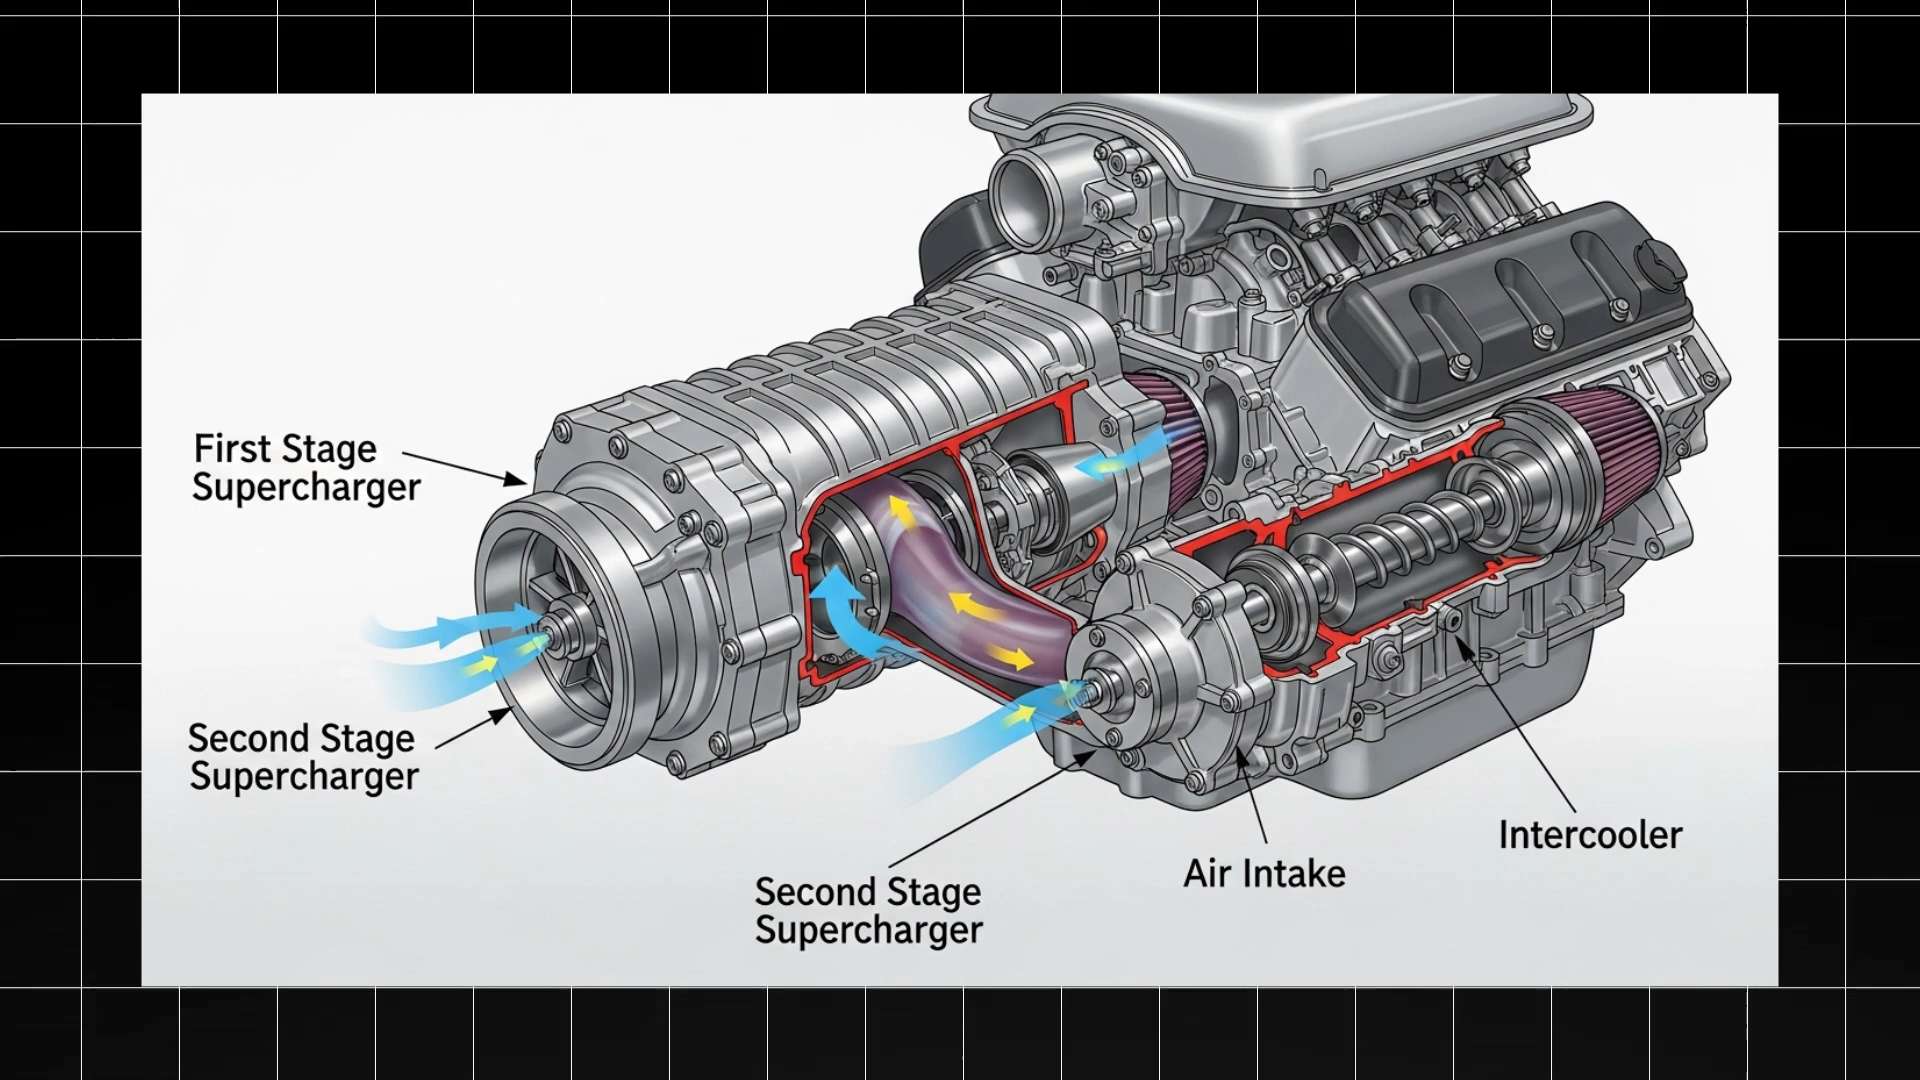 First Stage
Supercharger
Second Stage
Supercharger
Second Stage
Supercharger
Air Intake
Intercooler